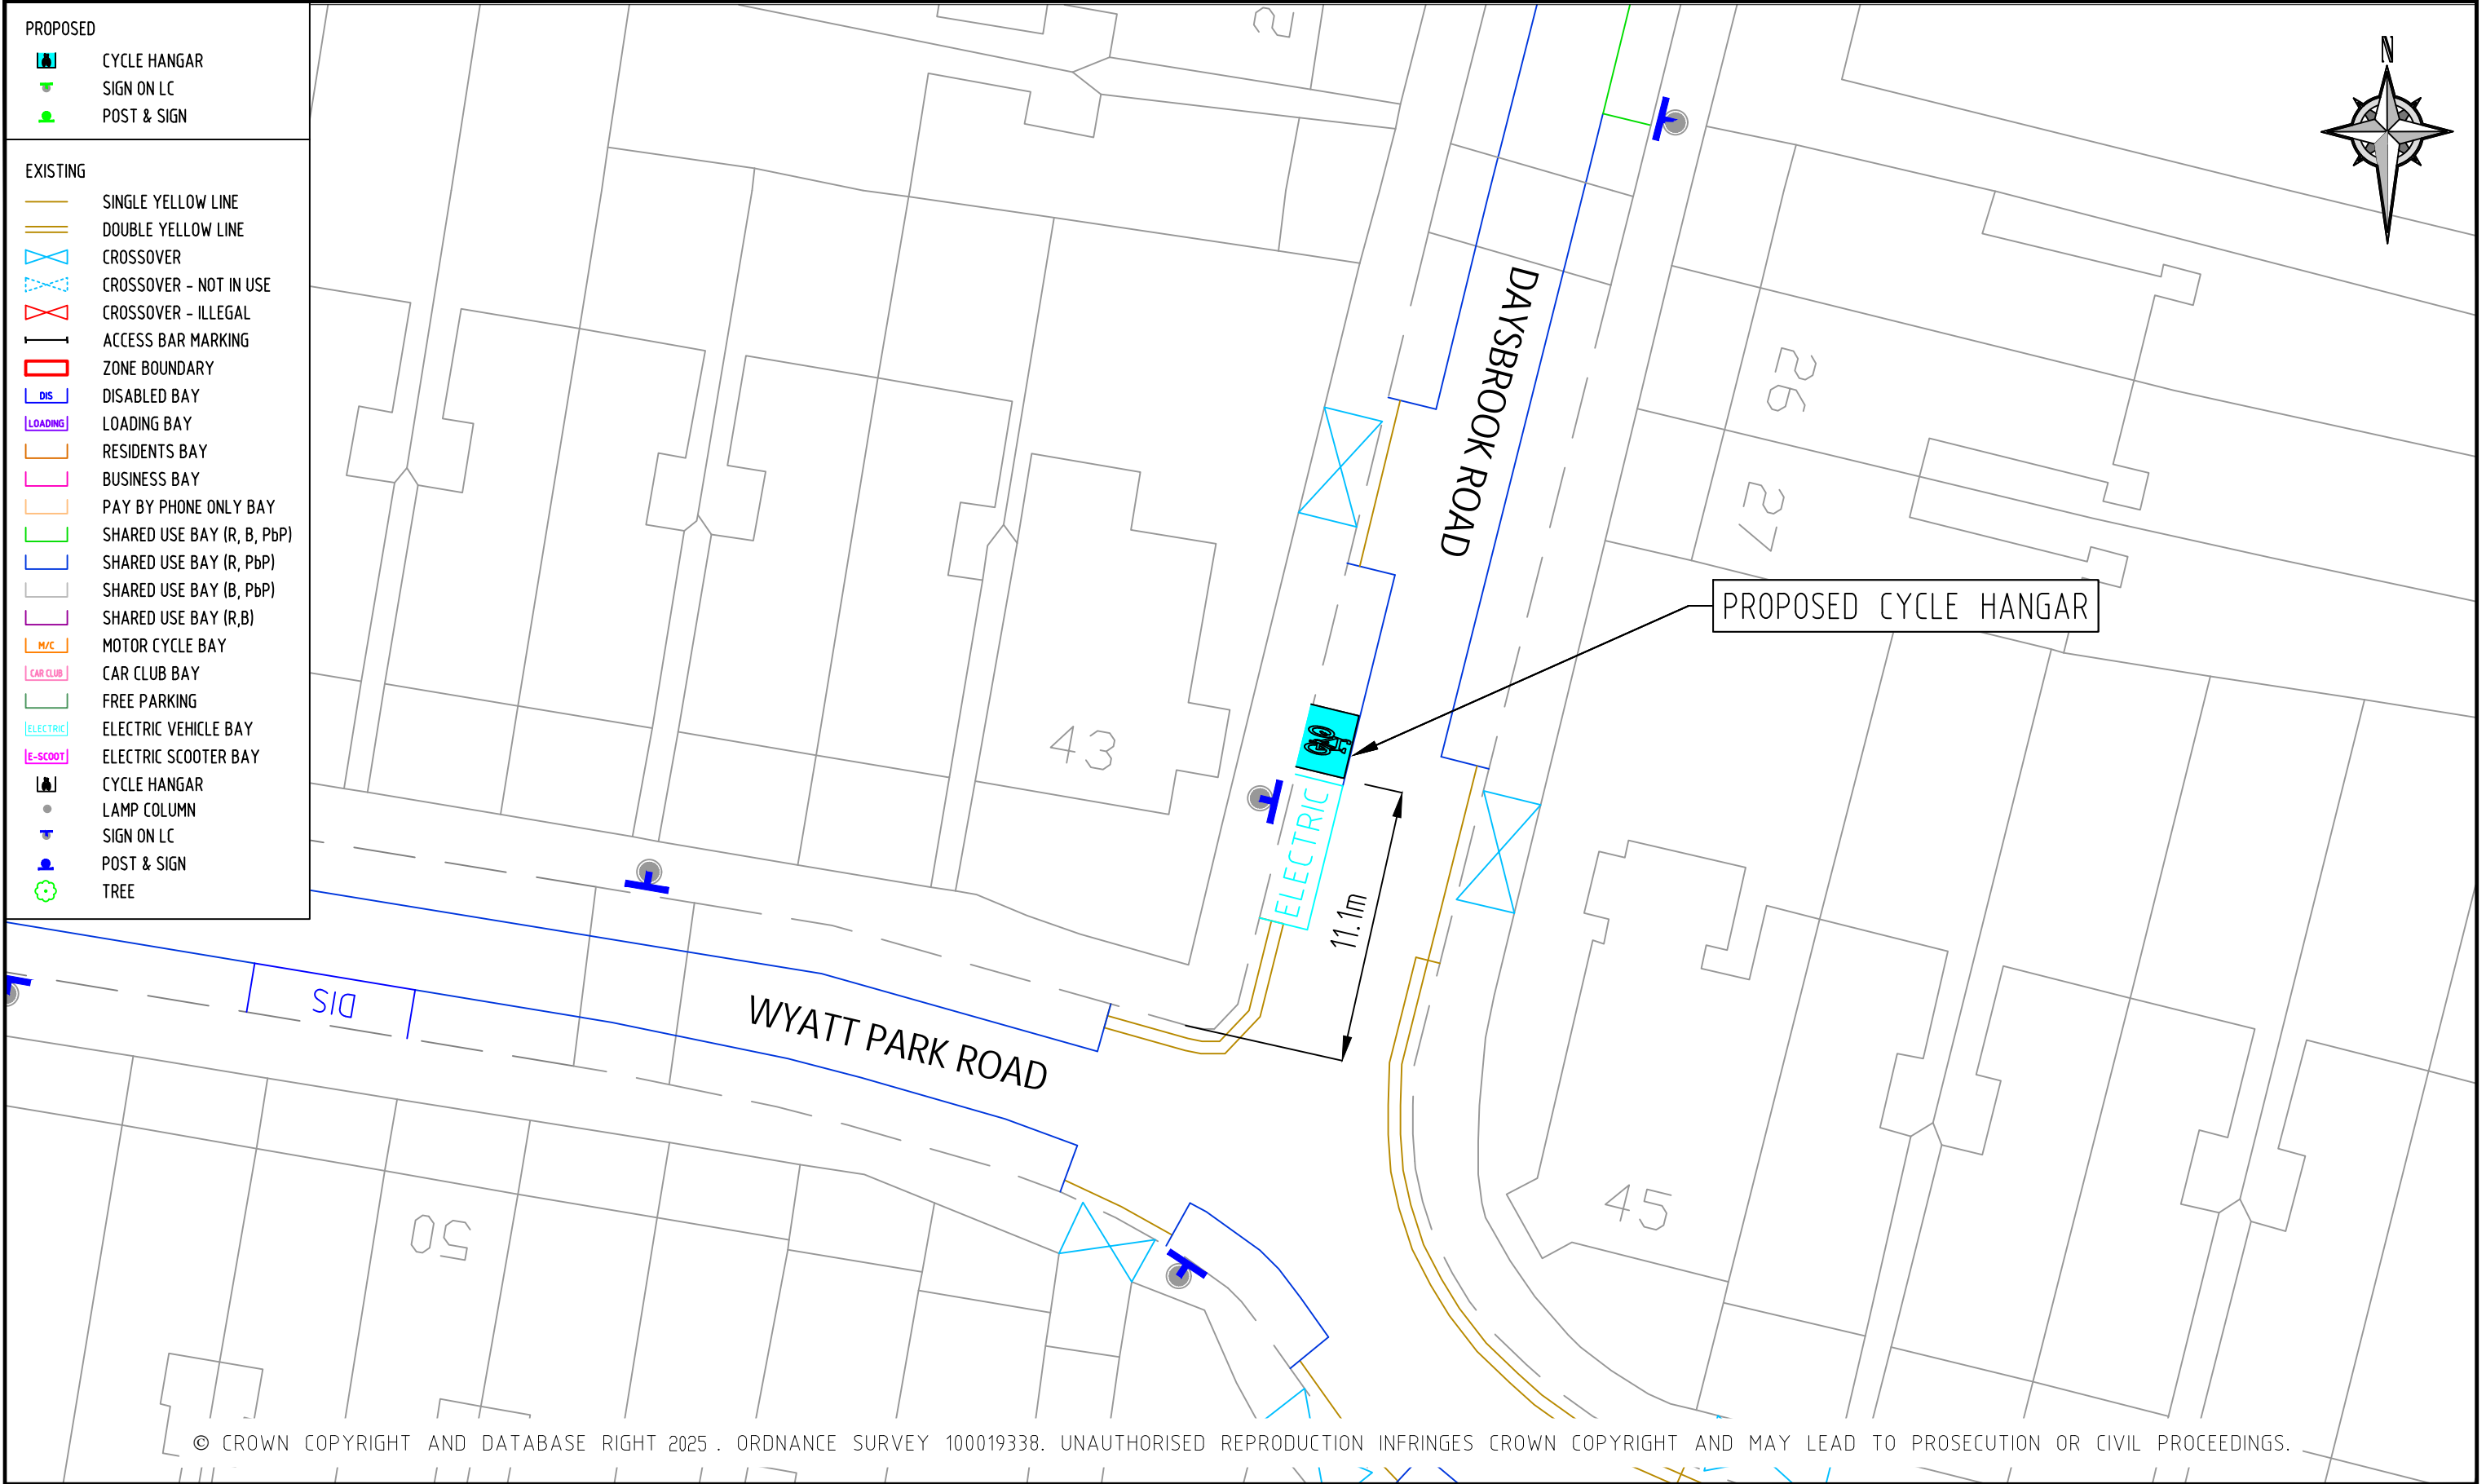 PROPOSED
CYCLE HANGAR
SIGN ON LC
POST & SIGN
EXISTING
SINGLE YELLOW LINE
DOUBLE YELLOW LINE
CROSSOVER
CROSSOVER - NOT IN USE
CROSSOVER - ILLEGAL
ACCESS BAR MARKING
ZONE BOUNDARY
DIS DISABLED BAY
LOADING LOADING BAY
RESIDENTS BAY
BUSINESS BAY
PAY BY PHONE ONLY BAY
SHARED USE BAY (R, B, PbP)
SHARED USE BAY (R, PbP)
SHARED USE BAY (B, PbP)
SHARED USE BAY (R,B)
M/C MOTOR CYCLE BAY
CAR CLUB CAR CLUB BAY
FREE PARKING
ELECTRIC ELECTRIC VEHICLE BAY
E-SCOOT ELECTRIC SCOOTER BAY
CYCLE HANGAR
LAMP COLUMN
SIGN ON LC
POST & SIGN
TREE
N
DAYSBROOK ROAD
26
27
PROPOSED CYCLE HANGAR
43
ELECTRIC
11.1m
DIS
WYATT PARK ROAD
45
50
© CROWN COPYRIGHT AND DATABASE RIGHT 2025 . ORDNANCE SURVEY 100019338. UNAUTHORISED REPRODUCTION INFRINGES CROWN COPYRIGHT AND MAY LEAD TO PROSECUTION OR CIVIL PROCEEDINGS.